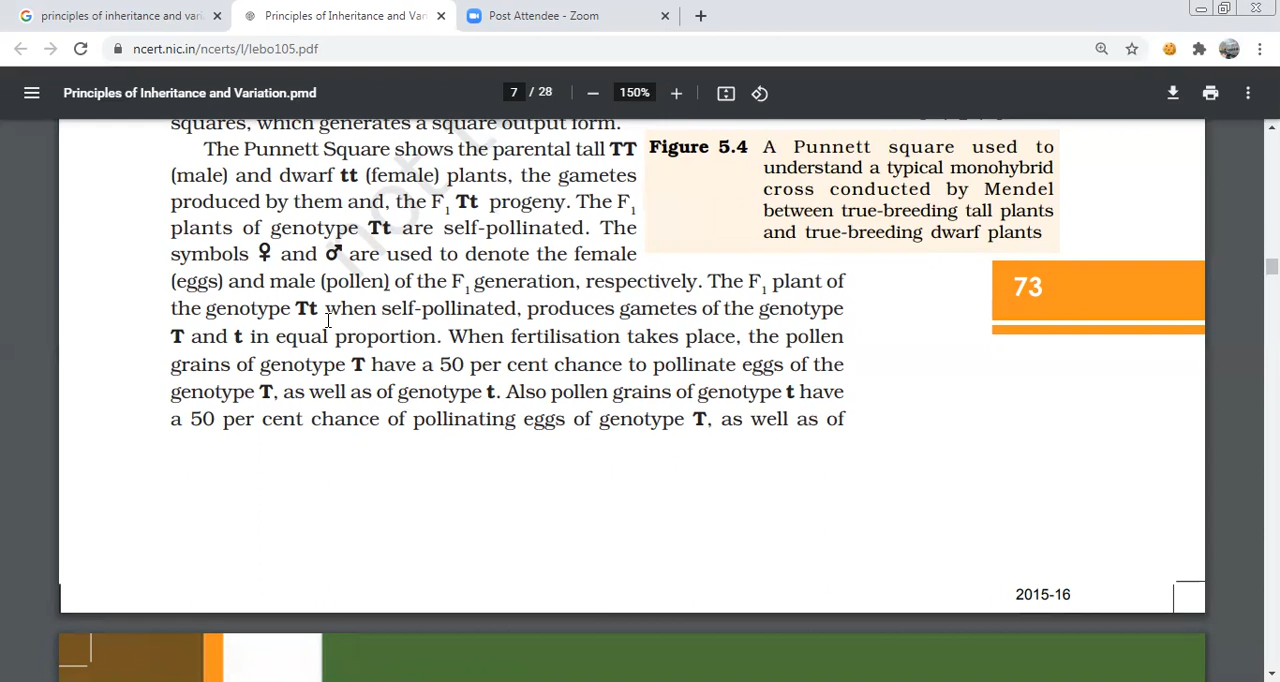 principles of inheritance and vari
Principles of Inheritance and Var
Post Attendee - Zoom
ncert.nic.in/ncerts/l/lebo105.pdf
Principles of Inheritance and Variation.pmd
7 / 28
150%
squares, which generates a square output form.
The Punnett Square shows the parental tall TT
(male) and dwarf tt (female) plants, the gametes
produced by them and, the F1 Tt progeny. The F1
plants of genotype Tt are self-pollinated. The
symbols ♀ and ♂ are used to denote the female
(eggs) and male (pollen) of the F1 generation, respectively. The F1 plant of
the genotype Tt when self-pollinated, produces gametes of the genotype
T and t in equal proportion. When fertilisation takes place, the pollen
grains of genotype T have a 50 per cent chance to pollinate eggs of the
genotype T, as well as of genotype t. Also pollen grains of genotype t have
a 50 per cent chance of pollinating eggs of genotype T, as well as of
Figure 5.4 A Punnett square used to
understand a typical monohybrid
cross conducted by Mendel
between true-breeding tall plants
and true-breeding dwarf plants
73
not
2015-16